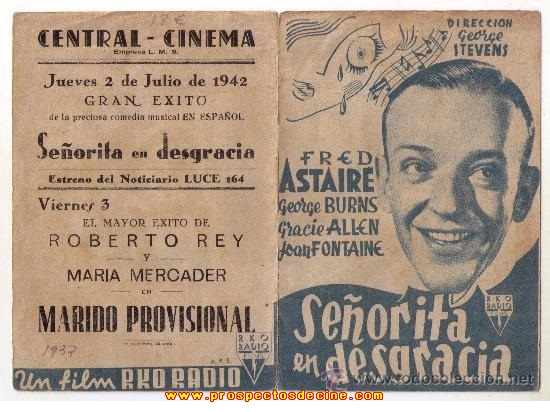 18 €
CENTRAL - CINEMA
Empresa L. M. S.
Jueves 2 de Julio de 1942
GRAN EXITO
de la preciosa comedia musical EN ESPAÑOL
Señorita en desgracia
Estreno del Noticiario LUCE 164
Viernes 3
EL MAYOR EXITO DE
ROBERTO REY
Y
MARIA MERCADER
EN
MARIDO PROVISIONAL
1937
Un film RKO RADIO
RKO
RADIO
DIRECCION
George
STEVENS
FRED
ASTAIRE
George BURNS
Gracie ALLEN
Joan FONTAINE
Señorita
en desgracia
RKO
RADIO
todocoleccion.net
www.prospectosdecine.com